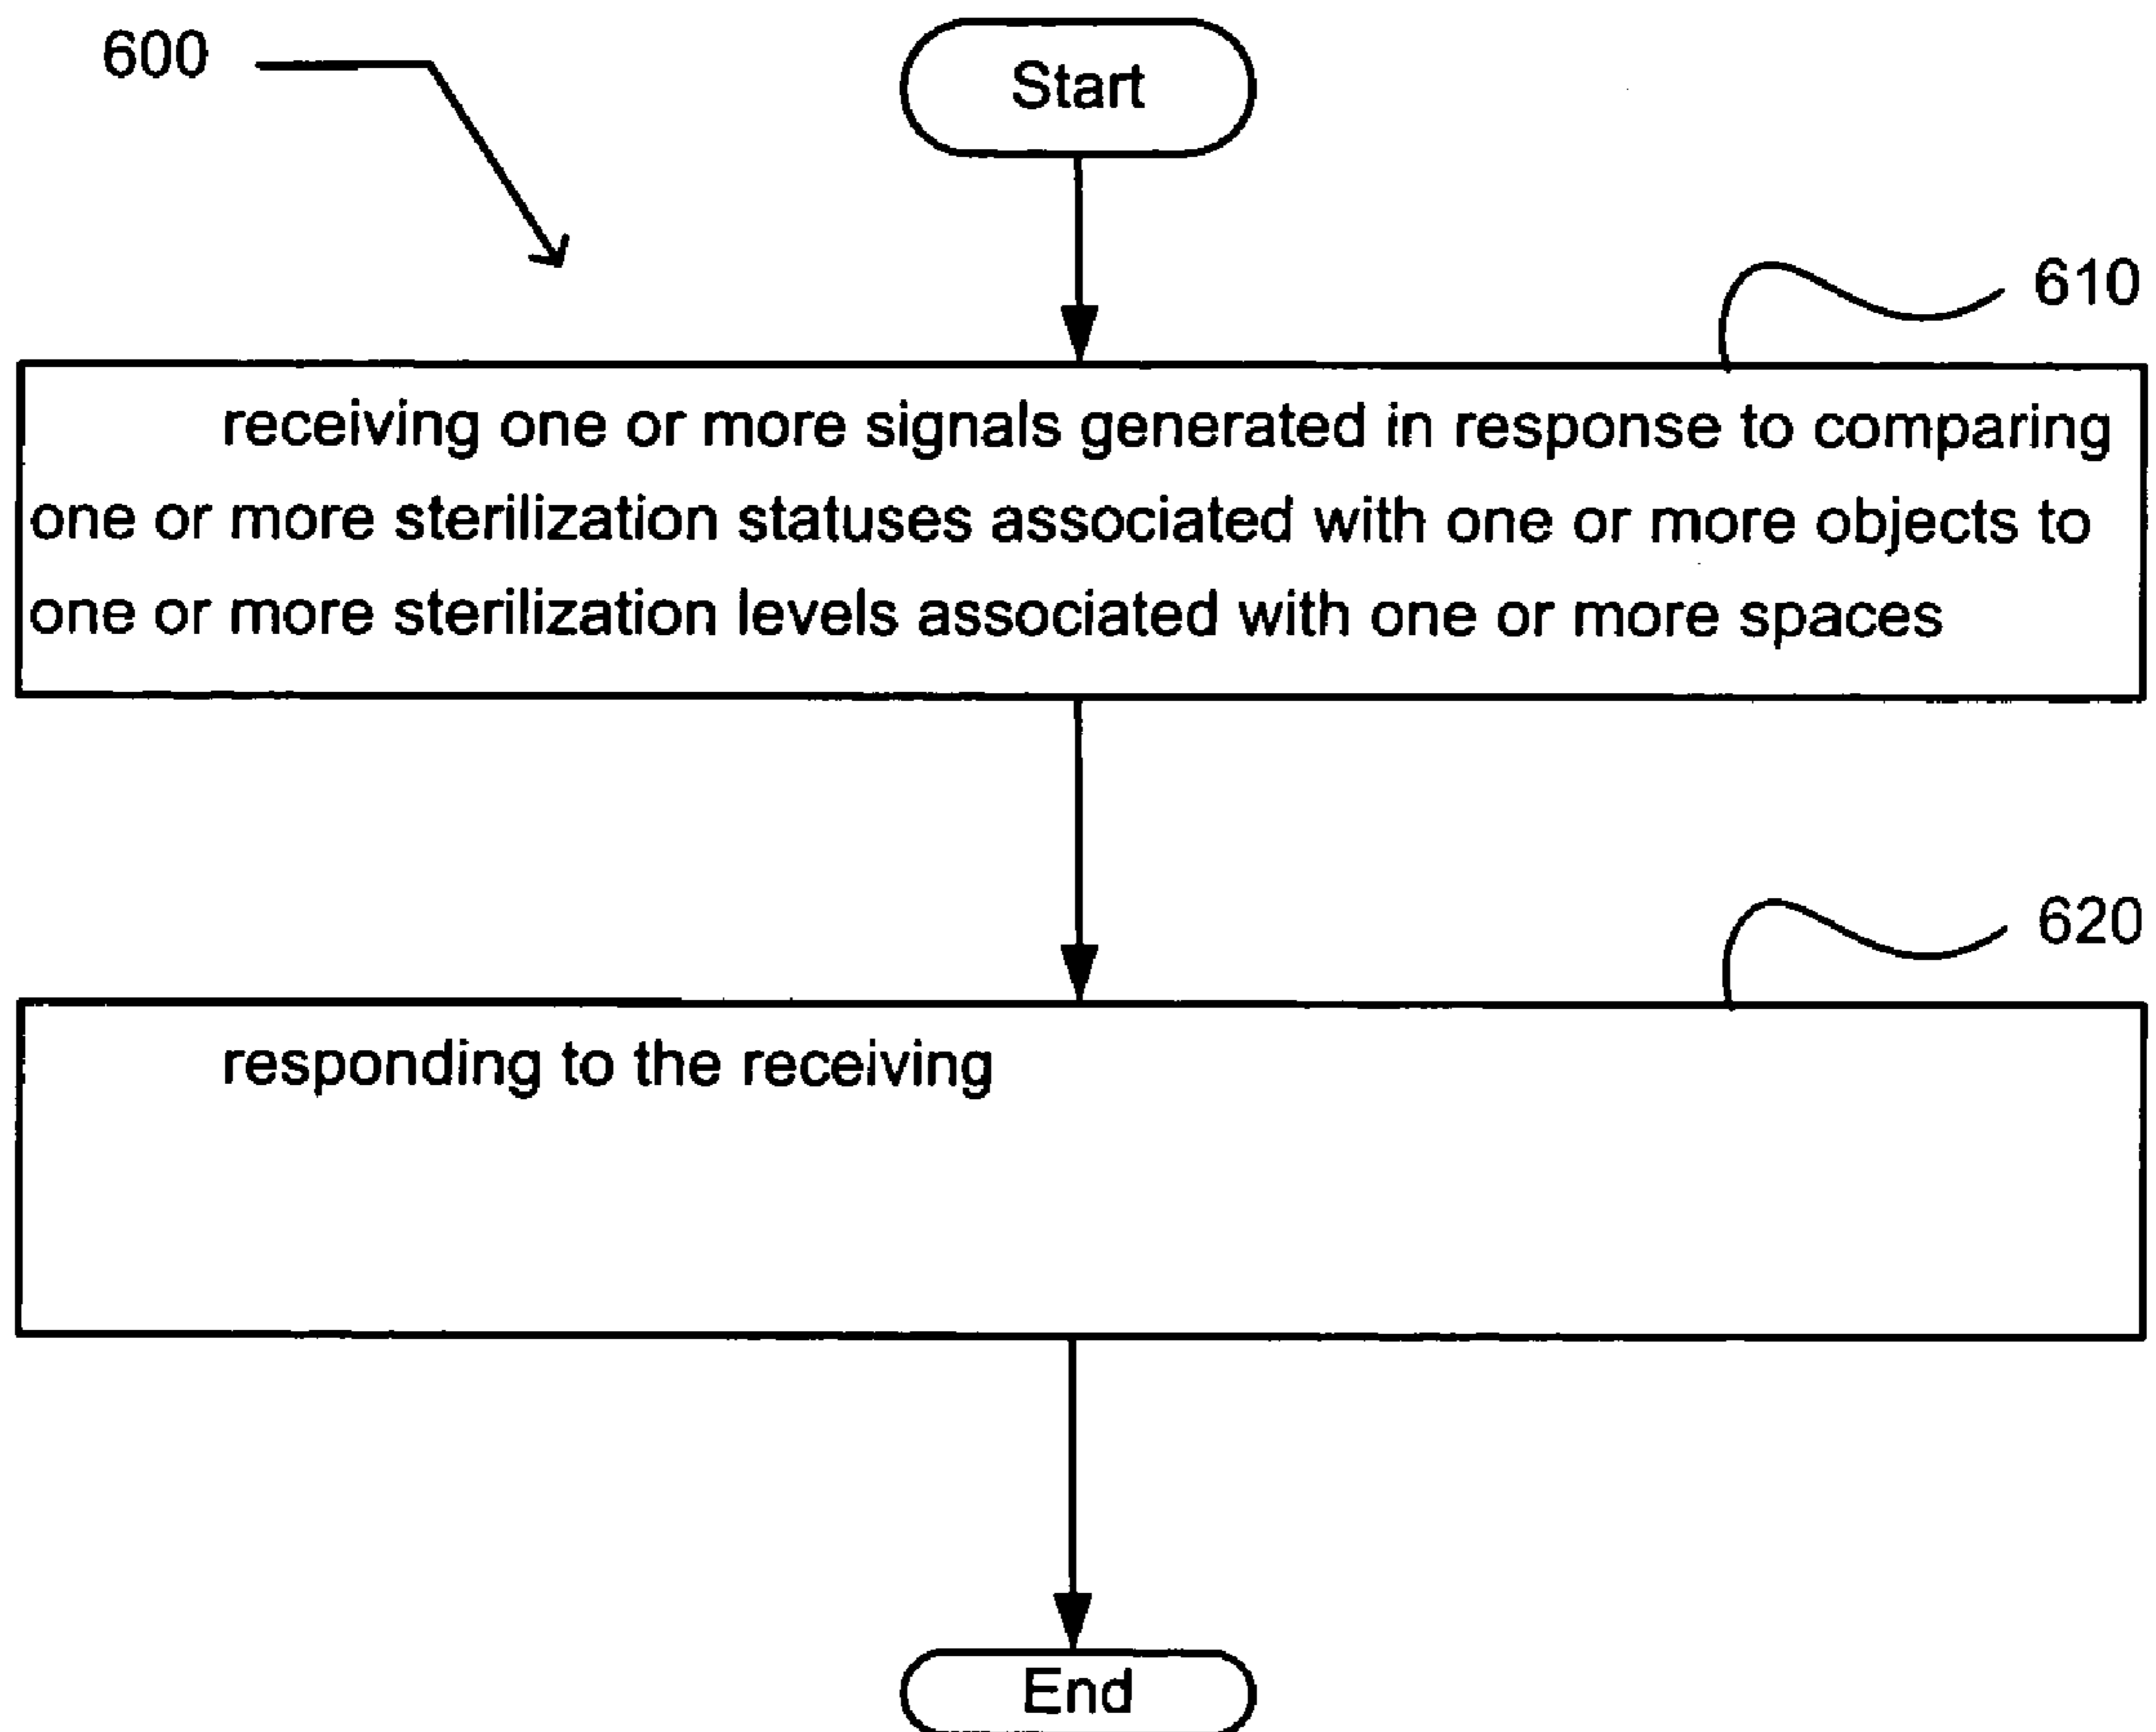 600
Start
610
receiving one or more signals generated in response to comparing
one or more sterilization statuses associated with one or more objects to
one or more sterilization levels associated with one or more spaces
620
responding to the receiving
End